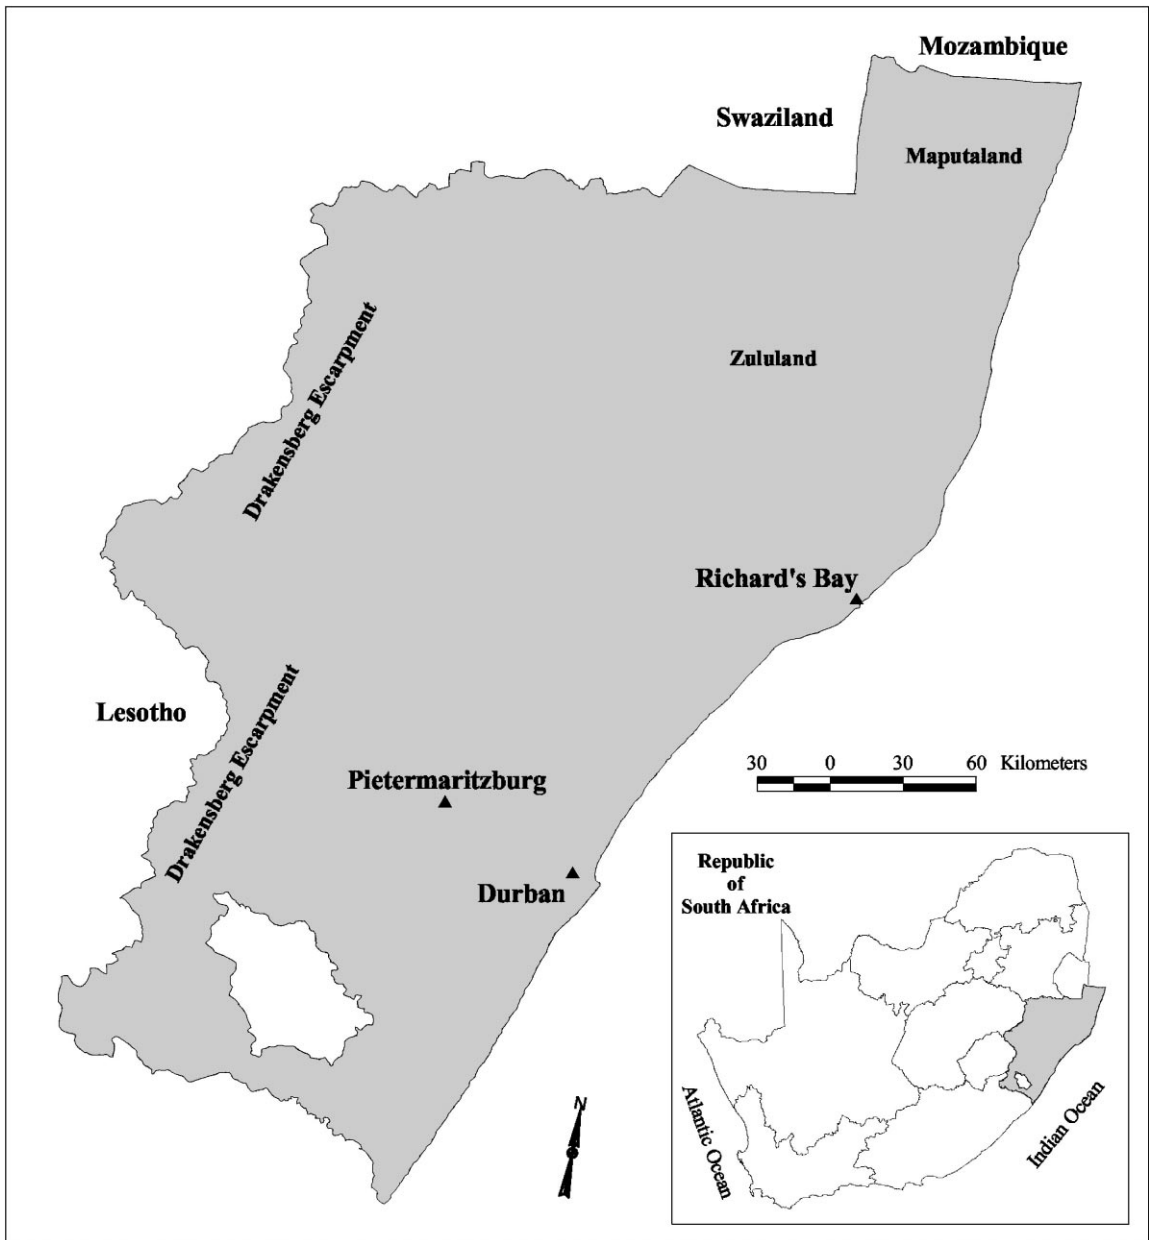 Mozambique
Swaziland
Maputaland
Zululand
Drakensberg Escarpment
Richard's Bay
Drakensberg Escarpment
Lesotho
Pietermaritzburg
Durban
30 0 30 60 Kilometers
N
Republic
of
South Africa
Atlantic Ocean
Indian Ocean